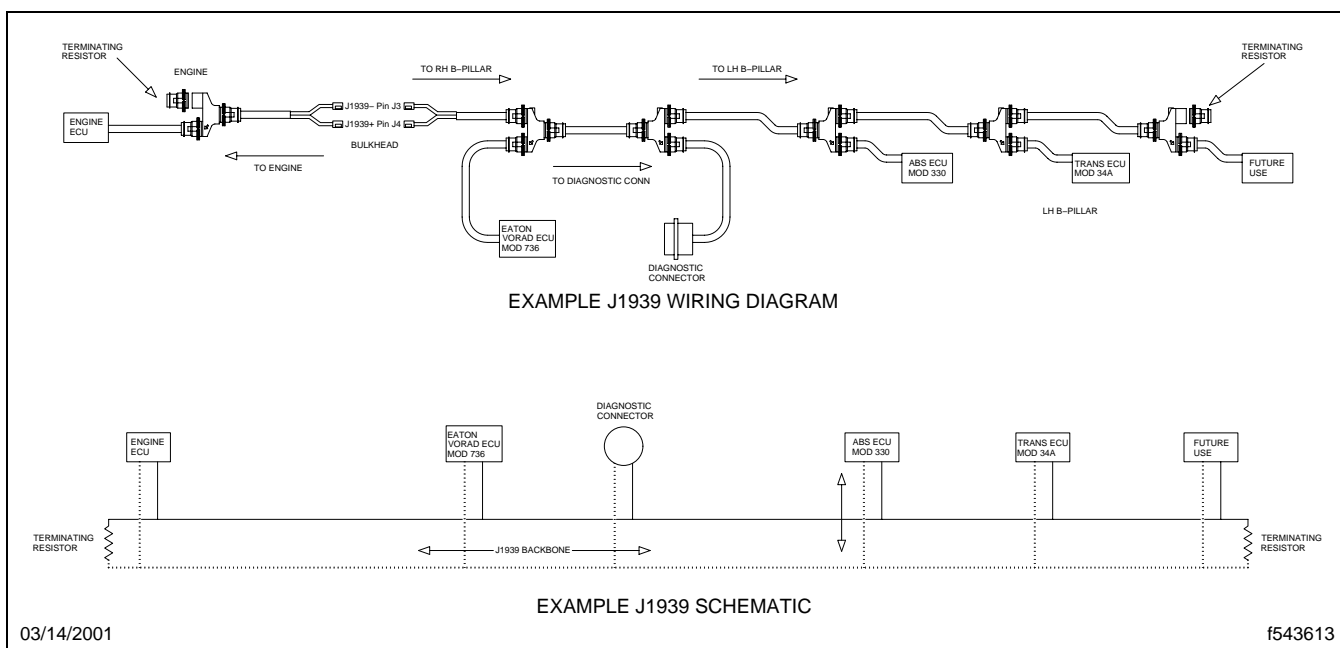 TERMINATING
RESISTOR
ENGINE
TO RH B–PILLAR
TO LH B–PILLAR
TERMINATING
RESISTOR
ENGINE
ECU
J1939– Pin J3
J1939+ Pin J4
BULKHEAD
TO ENGINE
TO DIAGNOSTIC CONN
ABS ECU
MOD 330
TRANS ECU
MOD 34A
FUTURE
USE
LH B–PILLAR
EATON
VORAD ECU
MOD 736
DIAGNOSTIC
CONNECTOR
EXAMPLE J1939 WIRING DIAGRAM
DIAGNOSTIC
CONNECTOR
ENGINE
ECU
EATON
VORAD ECU
MOD 736
ABS ECU
MOD 330
TRANS ECU
MOD 34A
FUTURE
USE
TERMINATING
RESISTOR
J1939 BACKBONE
TERMINATING
RESISTOR
EXAMPLE J1939 SCHEMATIC
03/14/2001
f543613